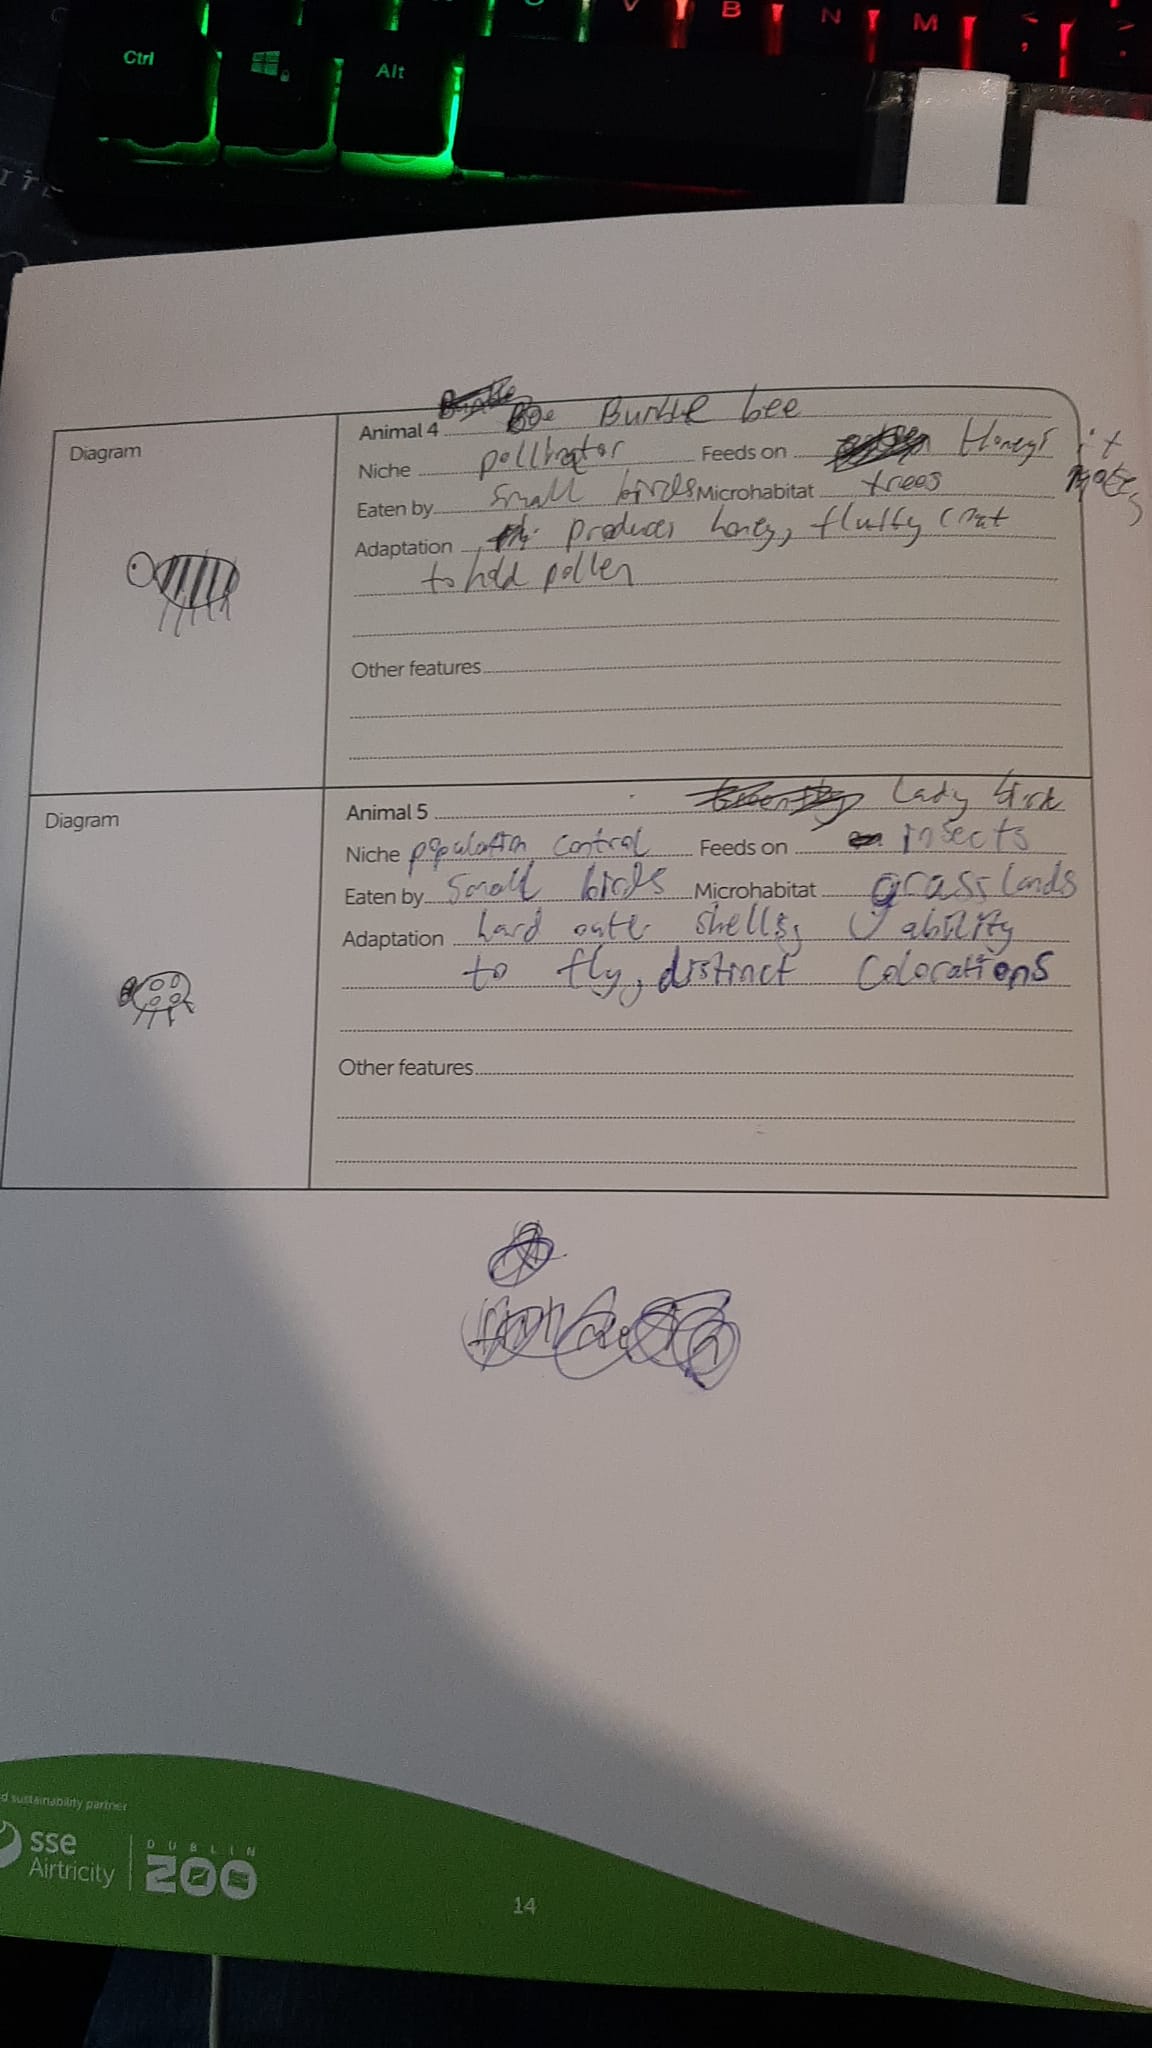 Ctrl
Alt
V B N M
Diagram
Animal 4 Bumble bee
Niche pollinator Feeds on Honey it
makes
Eaten by small birds Microhabitat trees
Adaptation produces honey, fluffy coat
to hold pollen
Other features
Diagram
Animal 5 Lady bird
Niche population control Feeds on insects
Eaten by small birds Microhabitat grass lands
Adaptation hard outer shells, ability
to fly, distinct colorations
Other features
d sustainability partner
sse
Airtricity
DUBLIN
ZOO
14